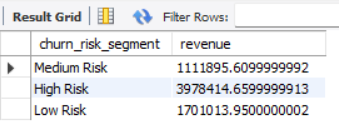 Result Grid Filter Rows:
churn_risk_segment revenue
Medium Risk 1111895.6099999992
High Risk 3978414.6599999913
Low Risk 1701013.9500000002